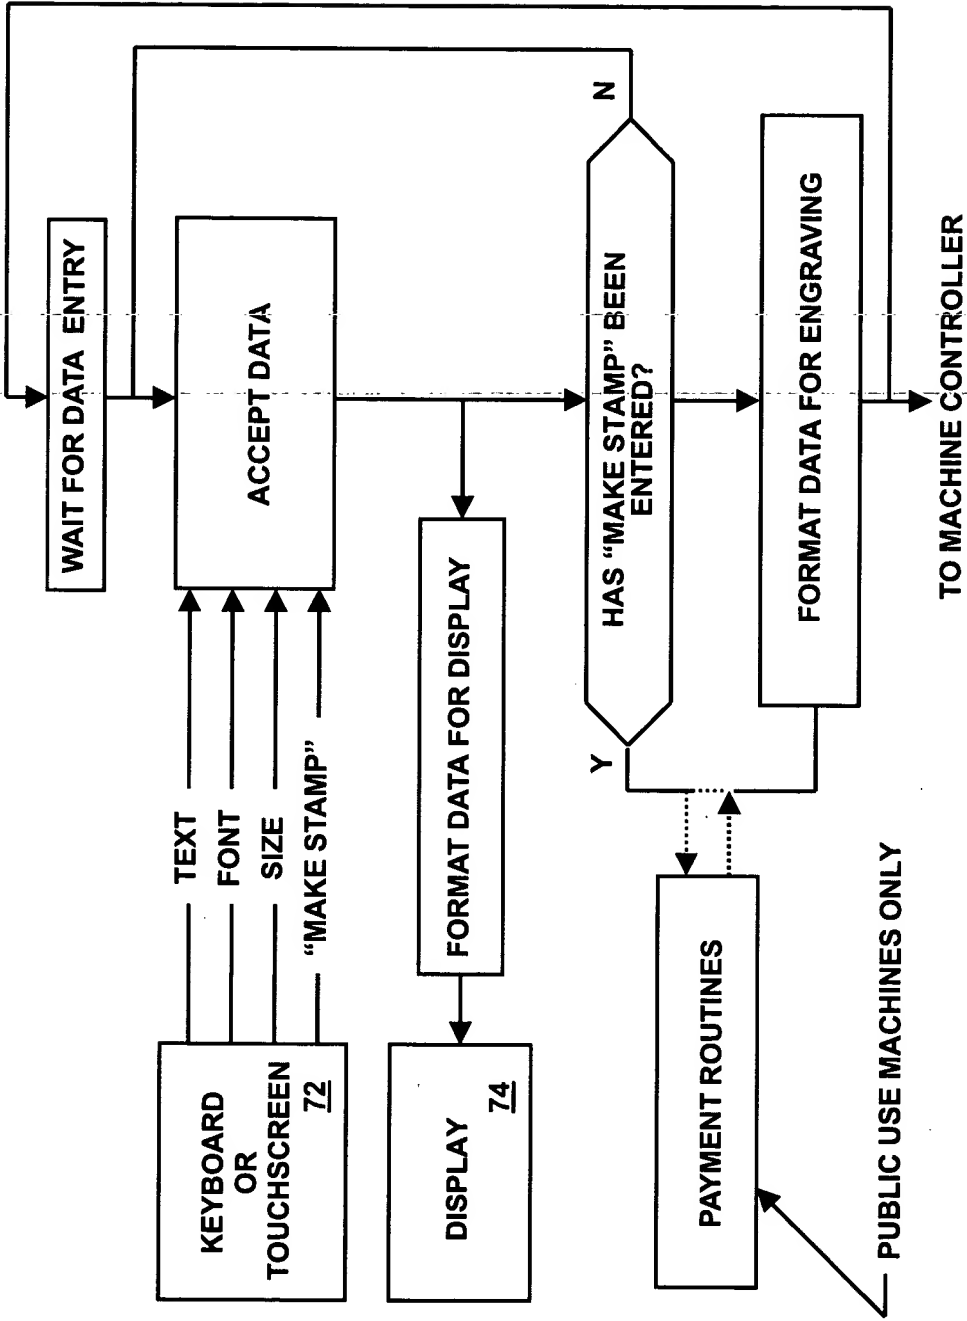 WAIT FOR DATA ENTRY
KEYBOARD
OR
TOUCHSCREEN
72
TEXT
FONT
SIZE
“MAKE STAMP”
ACCEPT DATA
DISPLAY
74
FORMAT DATA FOR DISPLAY
HAS “MAKE STAMP” BEEN
ENTERED?
Y
N
PAYMENT ROUTINES
FORMAT DATA FOR ENGRAVING
PUBLIC USE MACHINES ONLY
TO MACHINE CONTROLLER